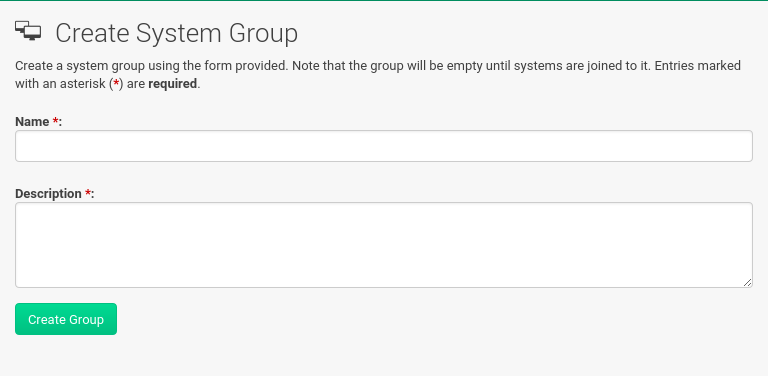 Create System Group
Create a system group using the form provided. Note that the group will be empty until systems are joined to it. Entries marked
with an asterisk (*) are required.
Name *:
Description *:
Create Group